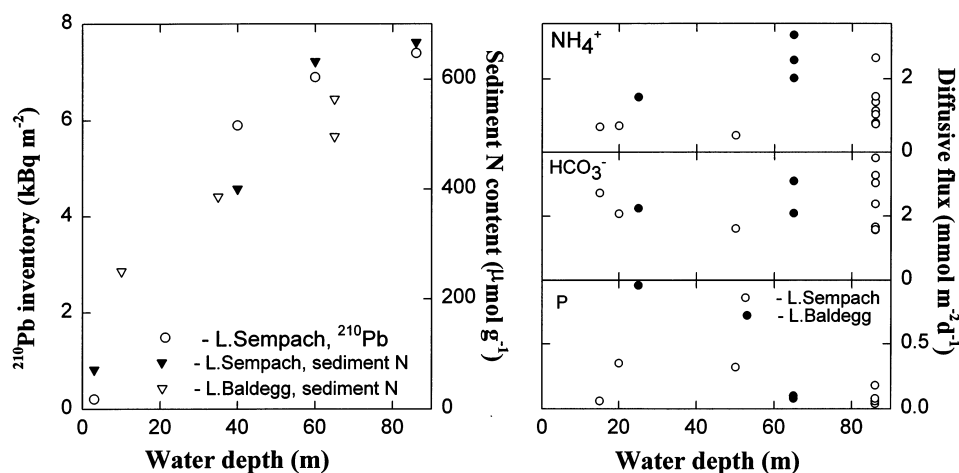 8
6
4
2
0
²¹⁰Pb inventory (kBq m⁻²)
0
20
40
60
80
Water depth (m)
600
400
200
0
Sediment N content (μmol g⁻¹)
- L.Sempach, ²¹⁰Pb
- L.Sempach, sediment N
- L.Baldegg, sediment N
NH₄⁺
2
0
HCO₃⁻
2
0
P
- L.Sempach
- L.Baldegg
0.5
0.0
Diffusive flux (mmol m⁻²d⁻¹)
0
20
40
60
80
100
Water depth (m)